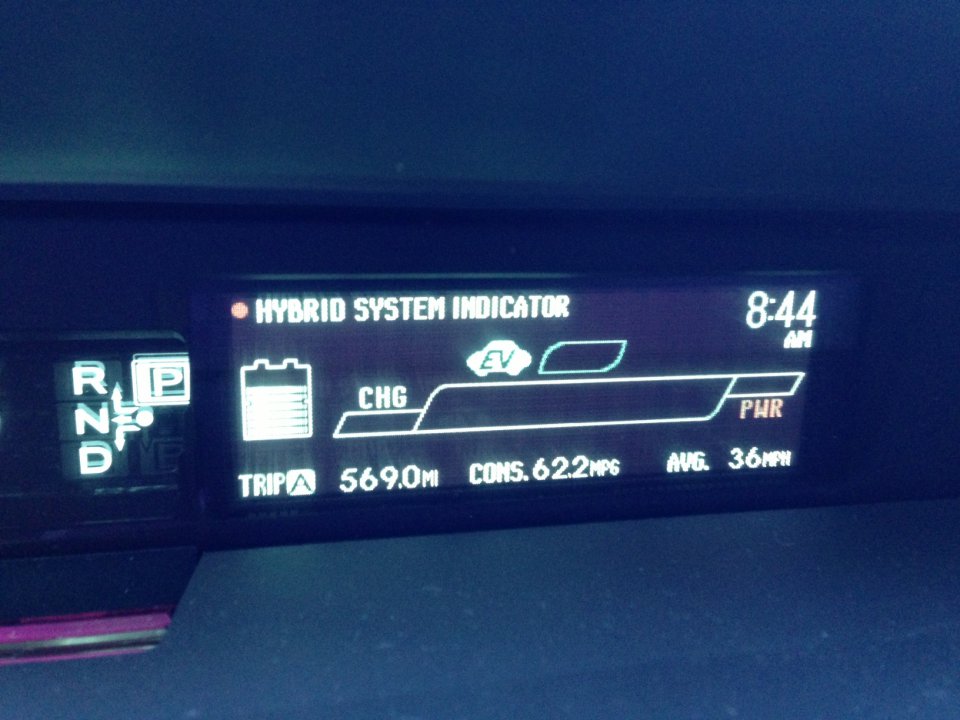 HYBRID SYSTEM INDICATOR
8:44
AM
EV
R
P
N
D
CHG
PWR
TRIP A 569.0 MI CONS. 62.2 MPG AVG. 36 MPH